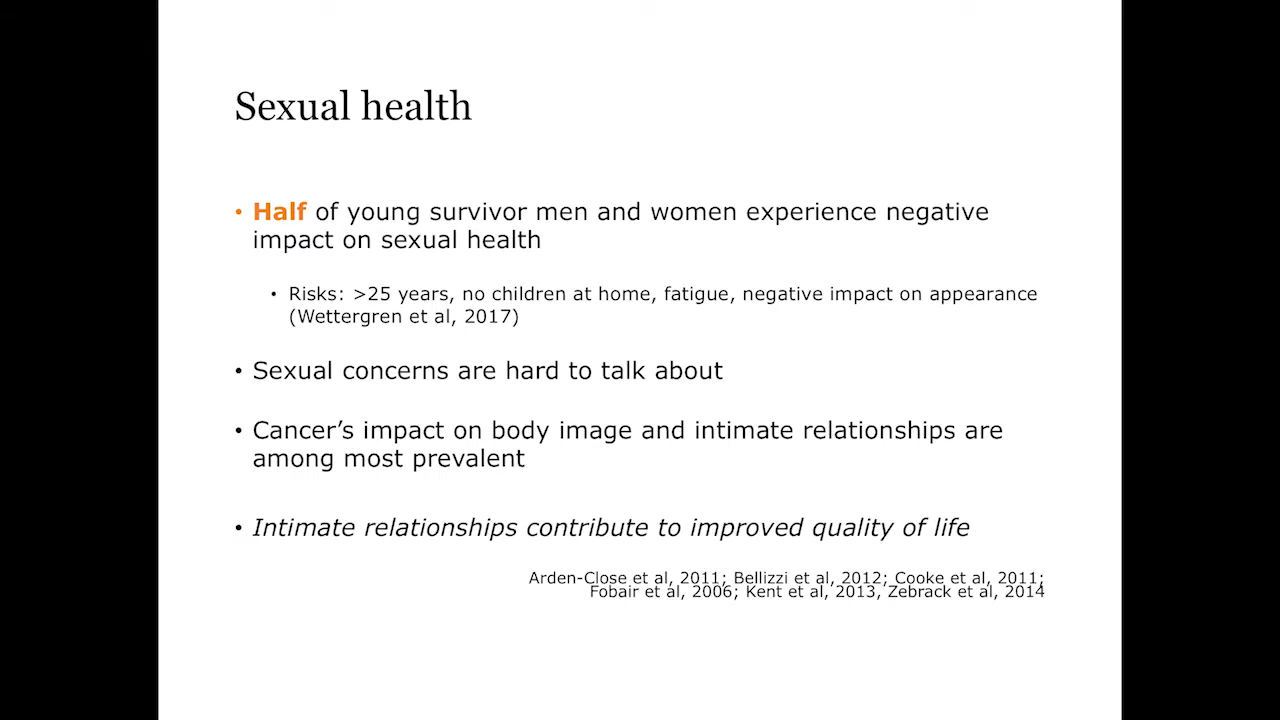 Sexual health
• Half of young survivor men and women experience negative
impact on sexual health
• Risks: >25 years, no children at home, fatigue, negative impact on appearance
(Wettergren et al, 2017)
• Sexual concerns are hard to talk about
• Cancer’s impact on body image and intimate relationships are
among most prevalent
• Intimate relationships contribute to improved quality of life
Arden-Close et al, 2011; Bellizzi et al, 2012; Cooke et al, 2011;
Fobair et al, 2006; Kent et al, 2013, Zebrack et al, 2014